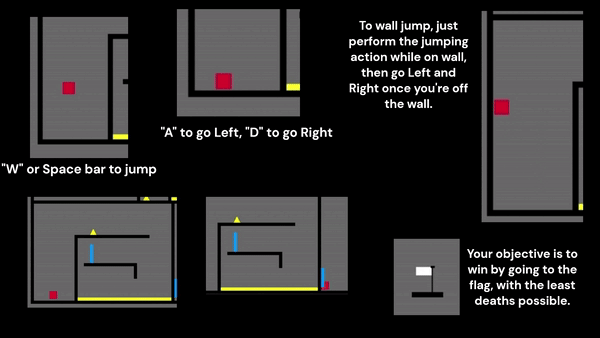 To wall jump, just
perform the jumping
action while on wall,
then go Left and
Right once you're off
the wall.
"A" to go Left, "D" to go Right
"W" or Space bar to jump
Your objective is to
win by going to the
flag, with the least
deaths possible.